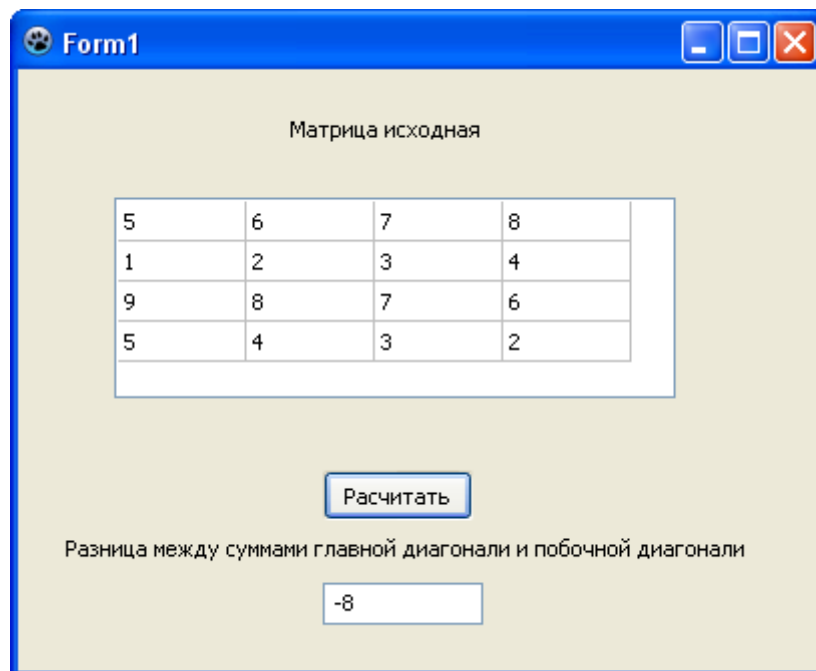 Form1
Матрица исходная
5 6 7 8
1 2 3 4
9 8 7 6
5 4 3 2
Расчитать
Разница между суммами главной диагонали и побочной диагонали
-8